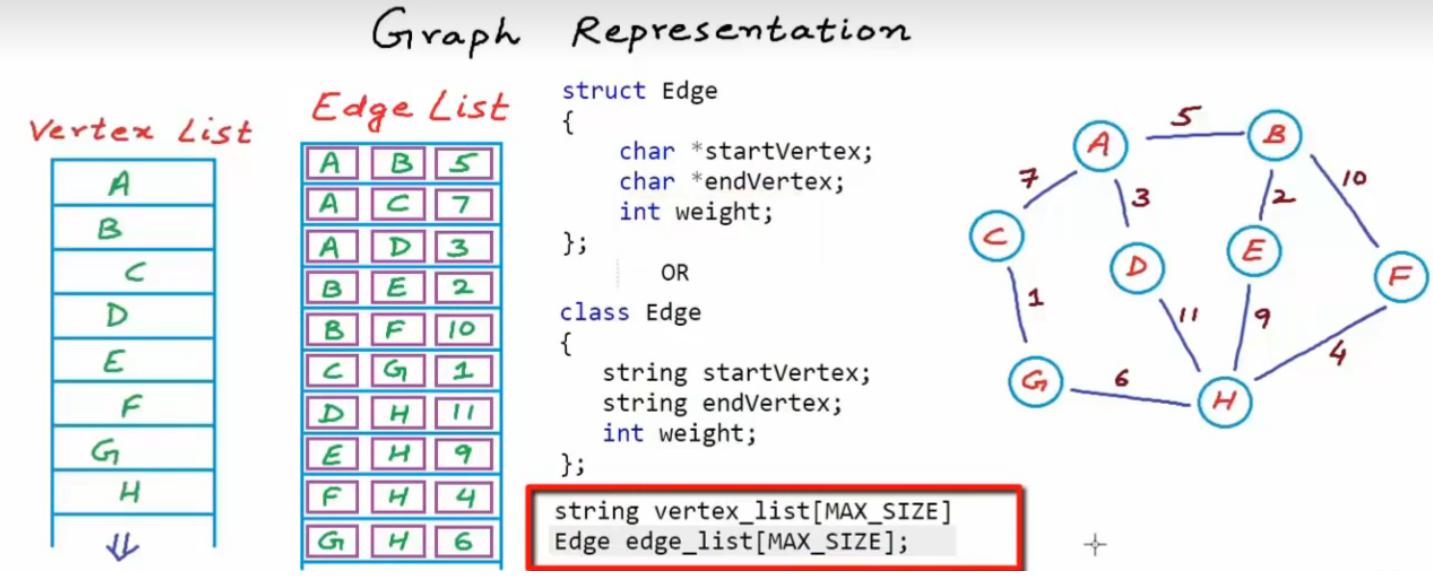 Graph Representation
Vertex List
A
B
C
D
E
F
G
H
Edge List
A B 5
A C 7
A D 3
B E 2
B F 10
C G 1
D H 11
E H 9
F H 4
G H 6
struct Edge
{
char *startVertex;
char *endVertex;
int weight;
};
OR
class Edge
{
string startVertex;
string endVertex;
int weight;
};
string vertex_list[MAX_SIZE]
Edge edge_list[MAX_SIZE];
A 5 B
7 3 2 10
C D E F
1 11 9 4
G 6 H